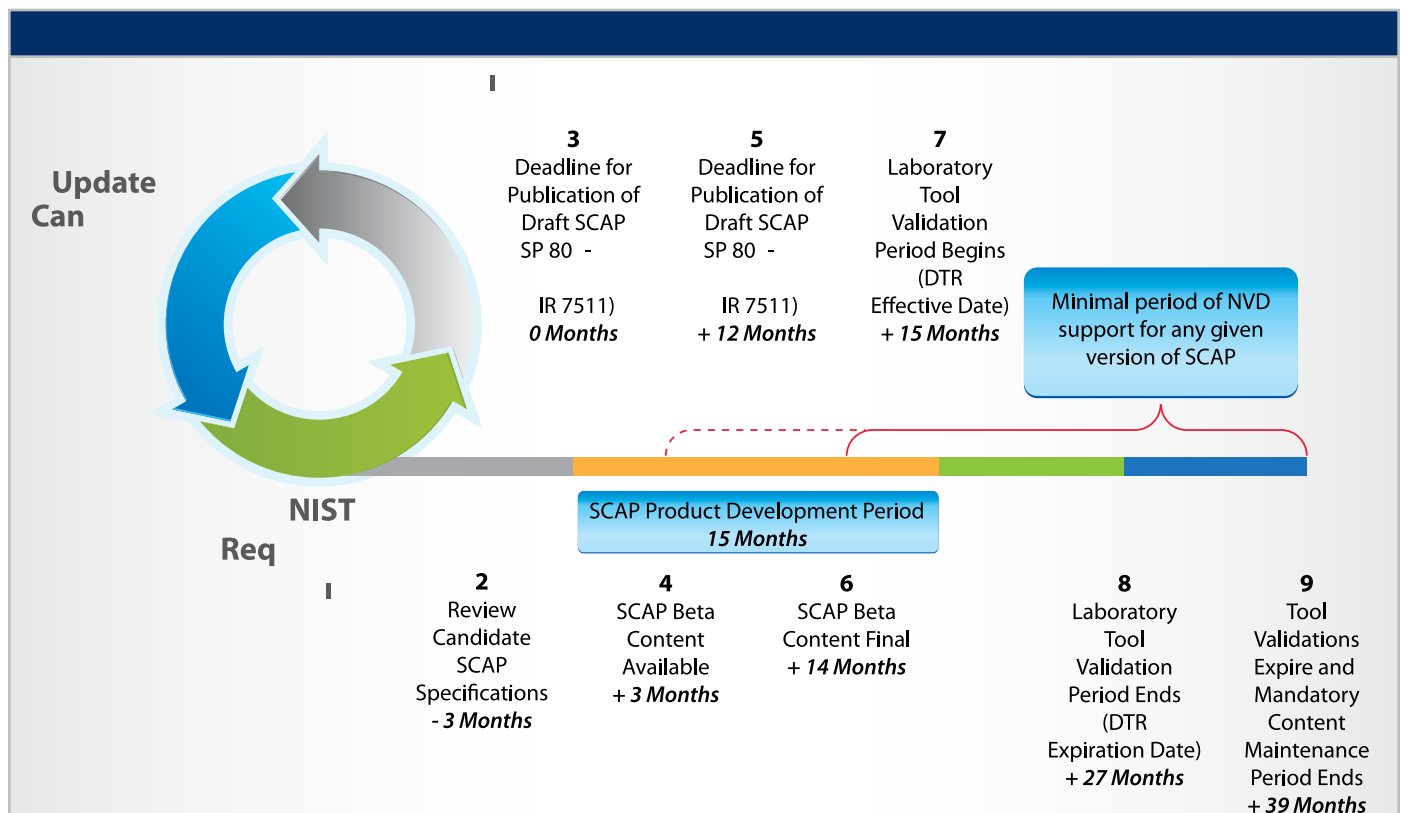 Update
Can
NIST
Req
3
Deadline for
Publication of
Draft SCAP
SP 80 -
IR 7511)
0 Months
5
Deadline for
Publication of
Draft SCAP
SP 80 -
IR 7511)
+ 12 Months
7
Laboratory
Tool
Validation
Period Begins
(DTR
Effective Date)
+ 15 Months
Minimal period of NVD
support for any given
version of SCAP
SCAP Product Development Period
15 Months
2
Review
Candidate
SCAP
Specifications
- 3 Months
4
SCAP Beta
Content
Available
+ 3 Months
6
SCAP Beta
Content Final
+ 14 Months
8
Laboratory
Tool
Validation
Period Ends
(DTR
Expiration Date)
+ 27 Months
9
Tool
Validations
Expire and
Mandatory
Content
Maintenance
Period Ends
+ 39 Months